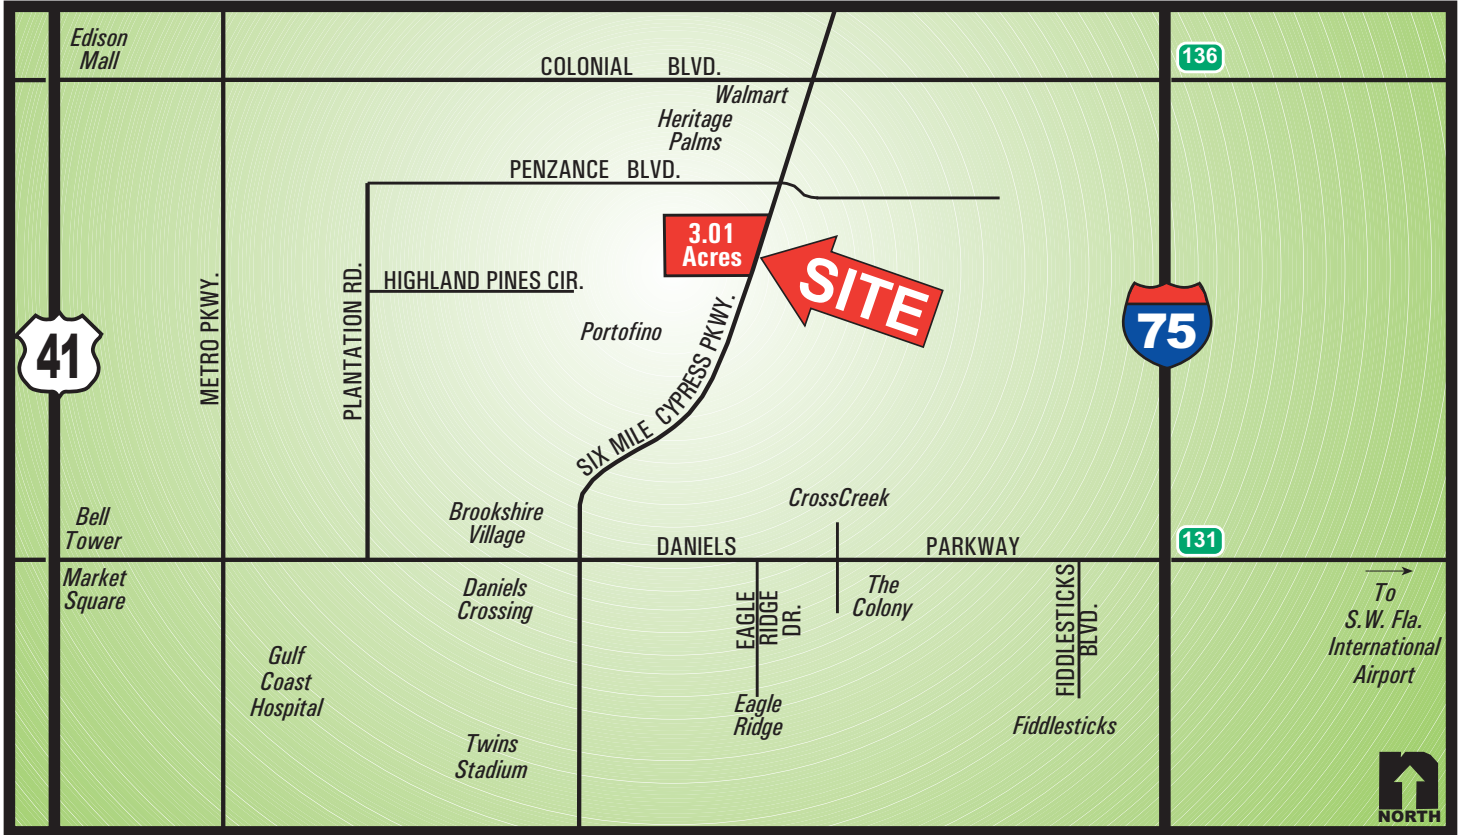 Edison
Mall
COLONIAL BLVD.
136
Walmart
Heritage
Palms
PENZANCE BLVD.
3.01
Acres
SITE
HIGHLAND PINES CIR.
Portofino
METRO PKWY.
PLANTATION RD.
SIX MILE CYPRESS PKWY.
41
75
CrossCreek
Brookshire
Village
Bell
Tower
DANIELS PARKWAY
131
Market
Square
Daniels
Crossing
EAGLE
RIDGE
DR.
The
Colony
FIDDLESTICKS
BLVD.
To
S.W. Fla.
International
Airport
Gulf
Coast
Hospital
Eagle
Ridge
Fiddlesticks
Twins
Stadium
n
NORTH